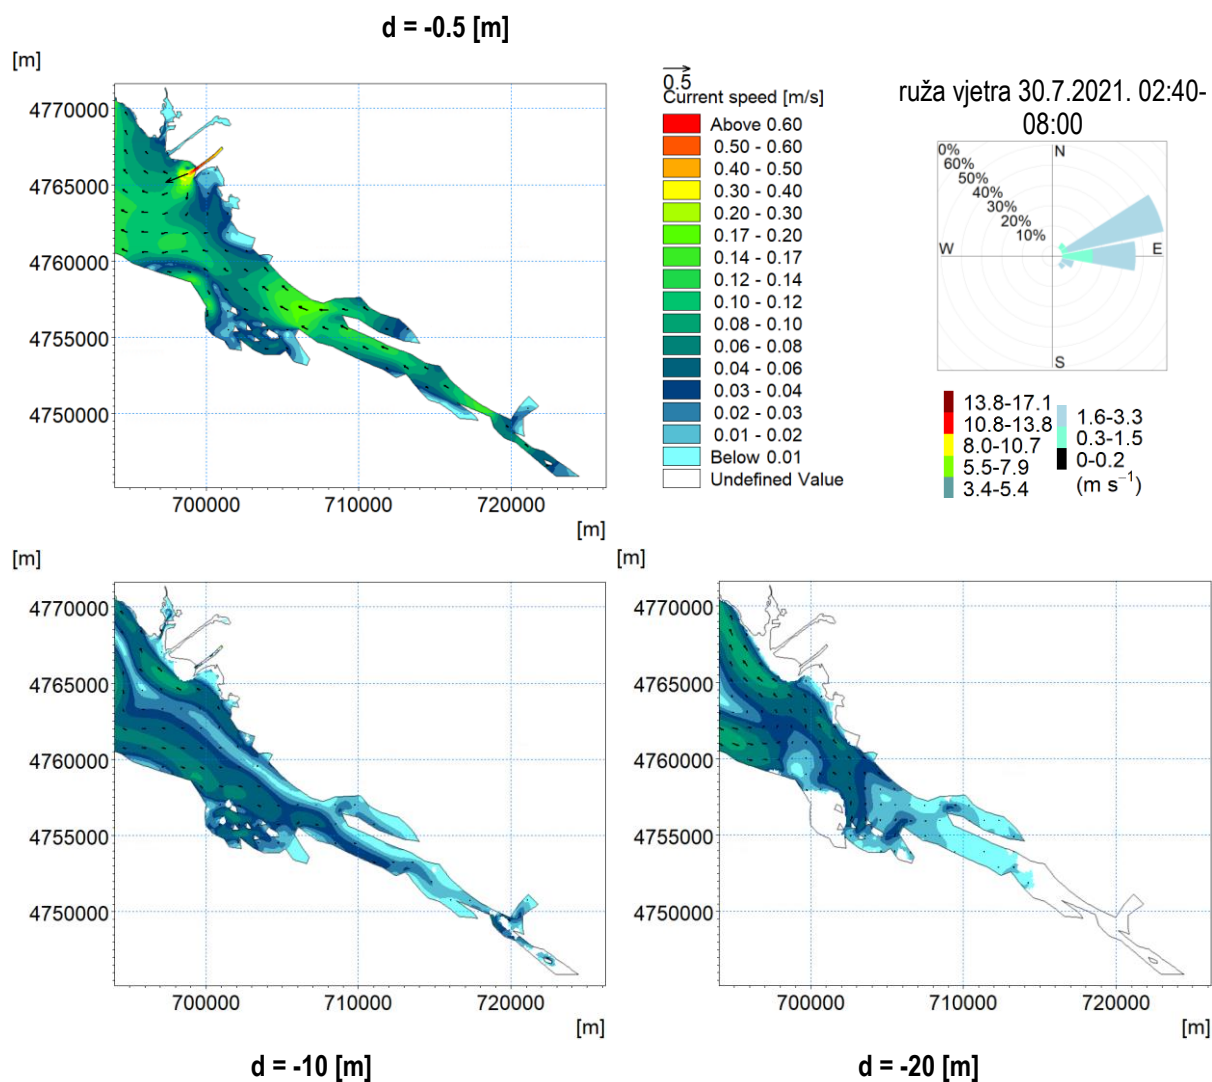 d = -0.5 [m]
[m]
4770000
4765000
4760000
4755000
4750000
700000
710000
720000
[m]
0.5
Current speed [m/s]
Above 0.60
0.50 - 0.60
0.40 - 0.50
0.30 - 0.40
0.20 - 0.30
0.17 - 0.20
0.14 - 0.17
0.12 - 0.14
0.10 - 0.12
0.08 - 0.10
0.06 - 0.08
0.04 - 0.06
0.03 - 0.04
0.02 - 0.03
0.01 - 0.02
Below 0.01
Undefined Value
ruža vjetra 30.7.2021. 02:40-
08:00
0%
60%
50%
40%
30%
20%
10%
N
W
E
S
13.8-17.1
10.8-13.8
8.0-10.7
5.5-7.9
3.4-5.4
1.6-3.3
0.3-1.5
0-0.2
(m s⁻¹)
[m]
4770000
4765000
4760000
4755000
4750000
700000
710000
720000
[m]
d = -10 [m]
[m]
4770000
4765000
4760000
4755000
4750000
700000
710000
720000
[m]
d = -20 [m]